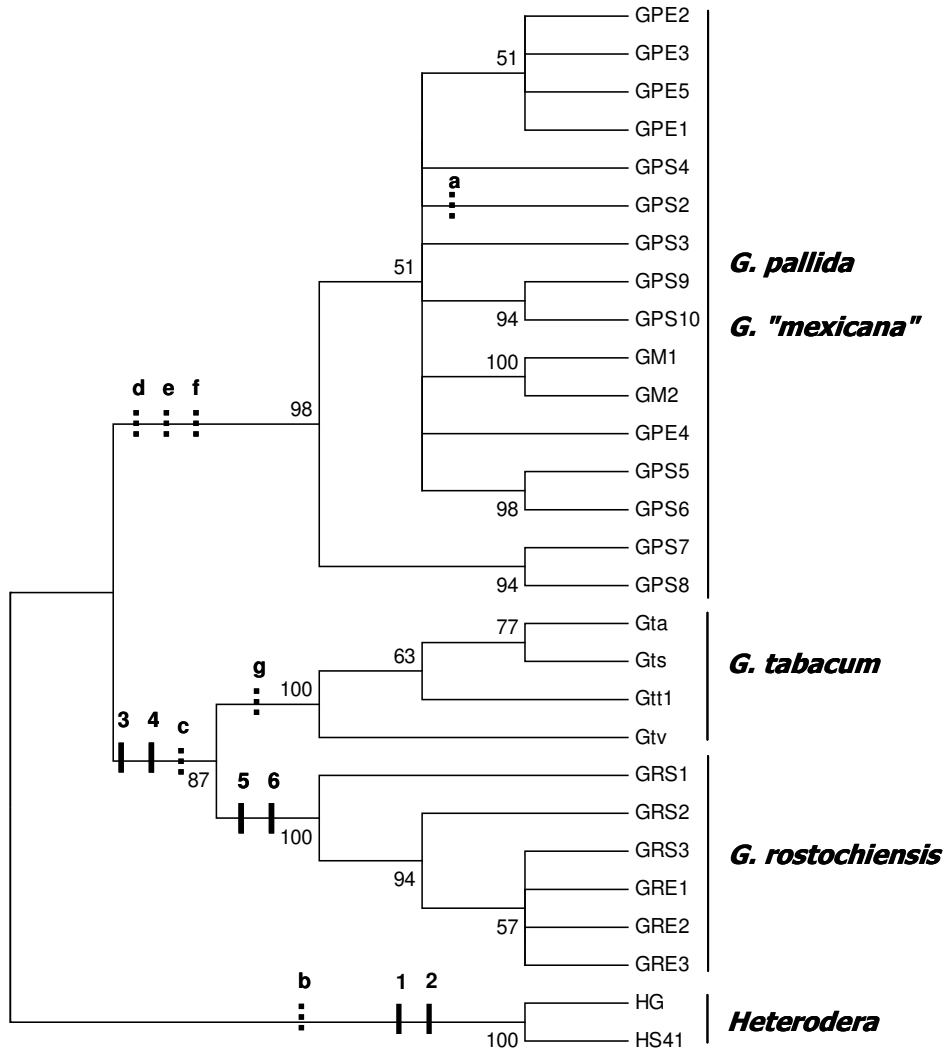 GPE2
51
GPE3
GPE5
GPE1
GPS4
a
GPS2
GPS3
51
G. pallida
GPS9
94
GPS10
G. "mexicana"
100
GM1
d e f
GM2
98
GPE4
GPS5
98
GPS6
GPS7
94
GPS8
77
Gta
63
Gts
G. tabacum
g
100
Gtt1
3 4 c
Gtv
87
5 6
GRS1
100
GRS2
GRS3
G. rostochiensis
94
GRE1
57
GRE2
GRE3
b 1 2
HG
Heterodera
100
HS41